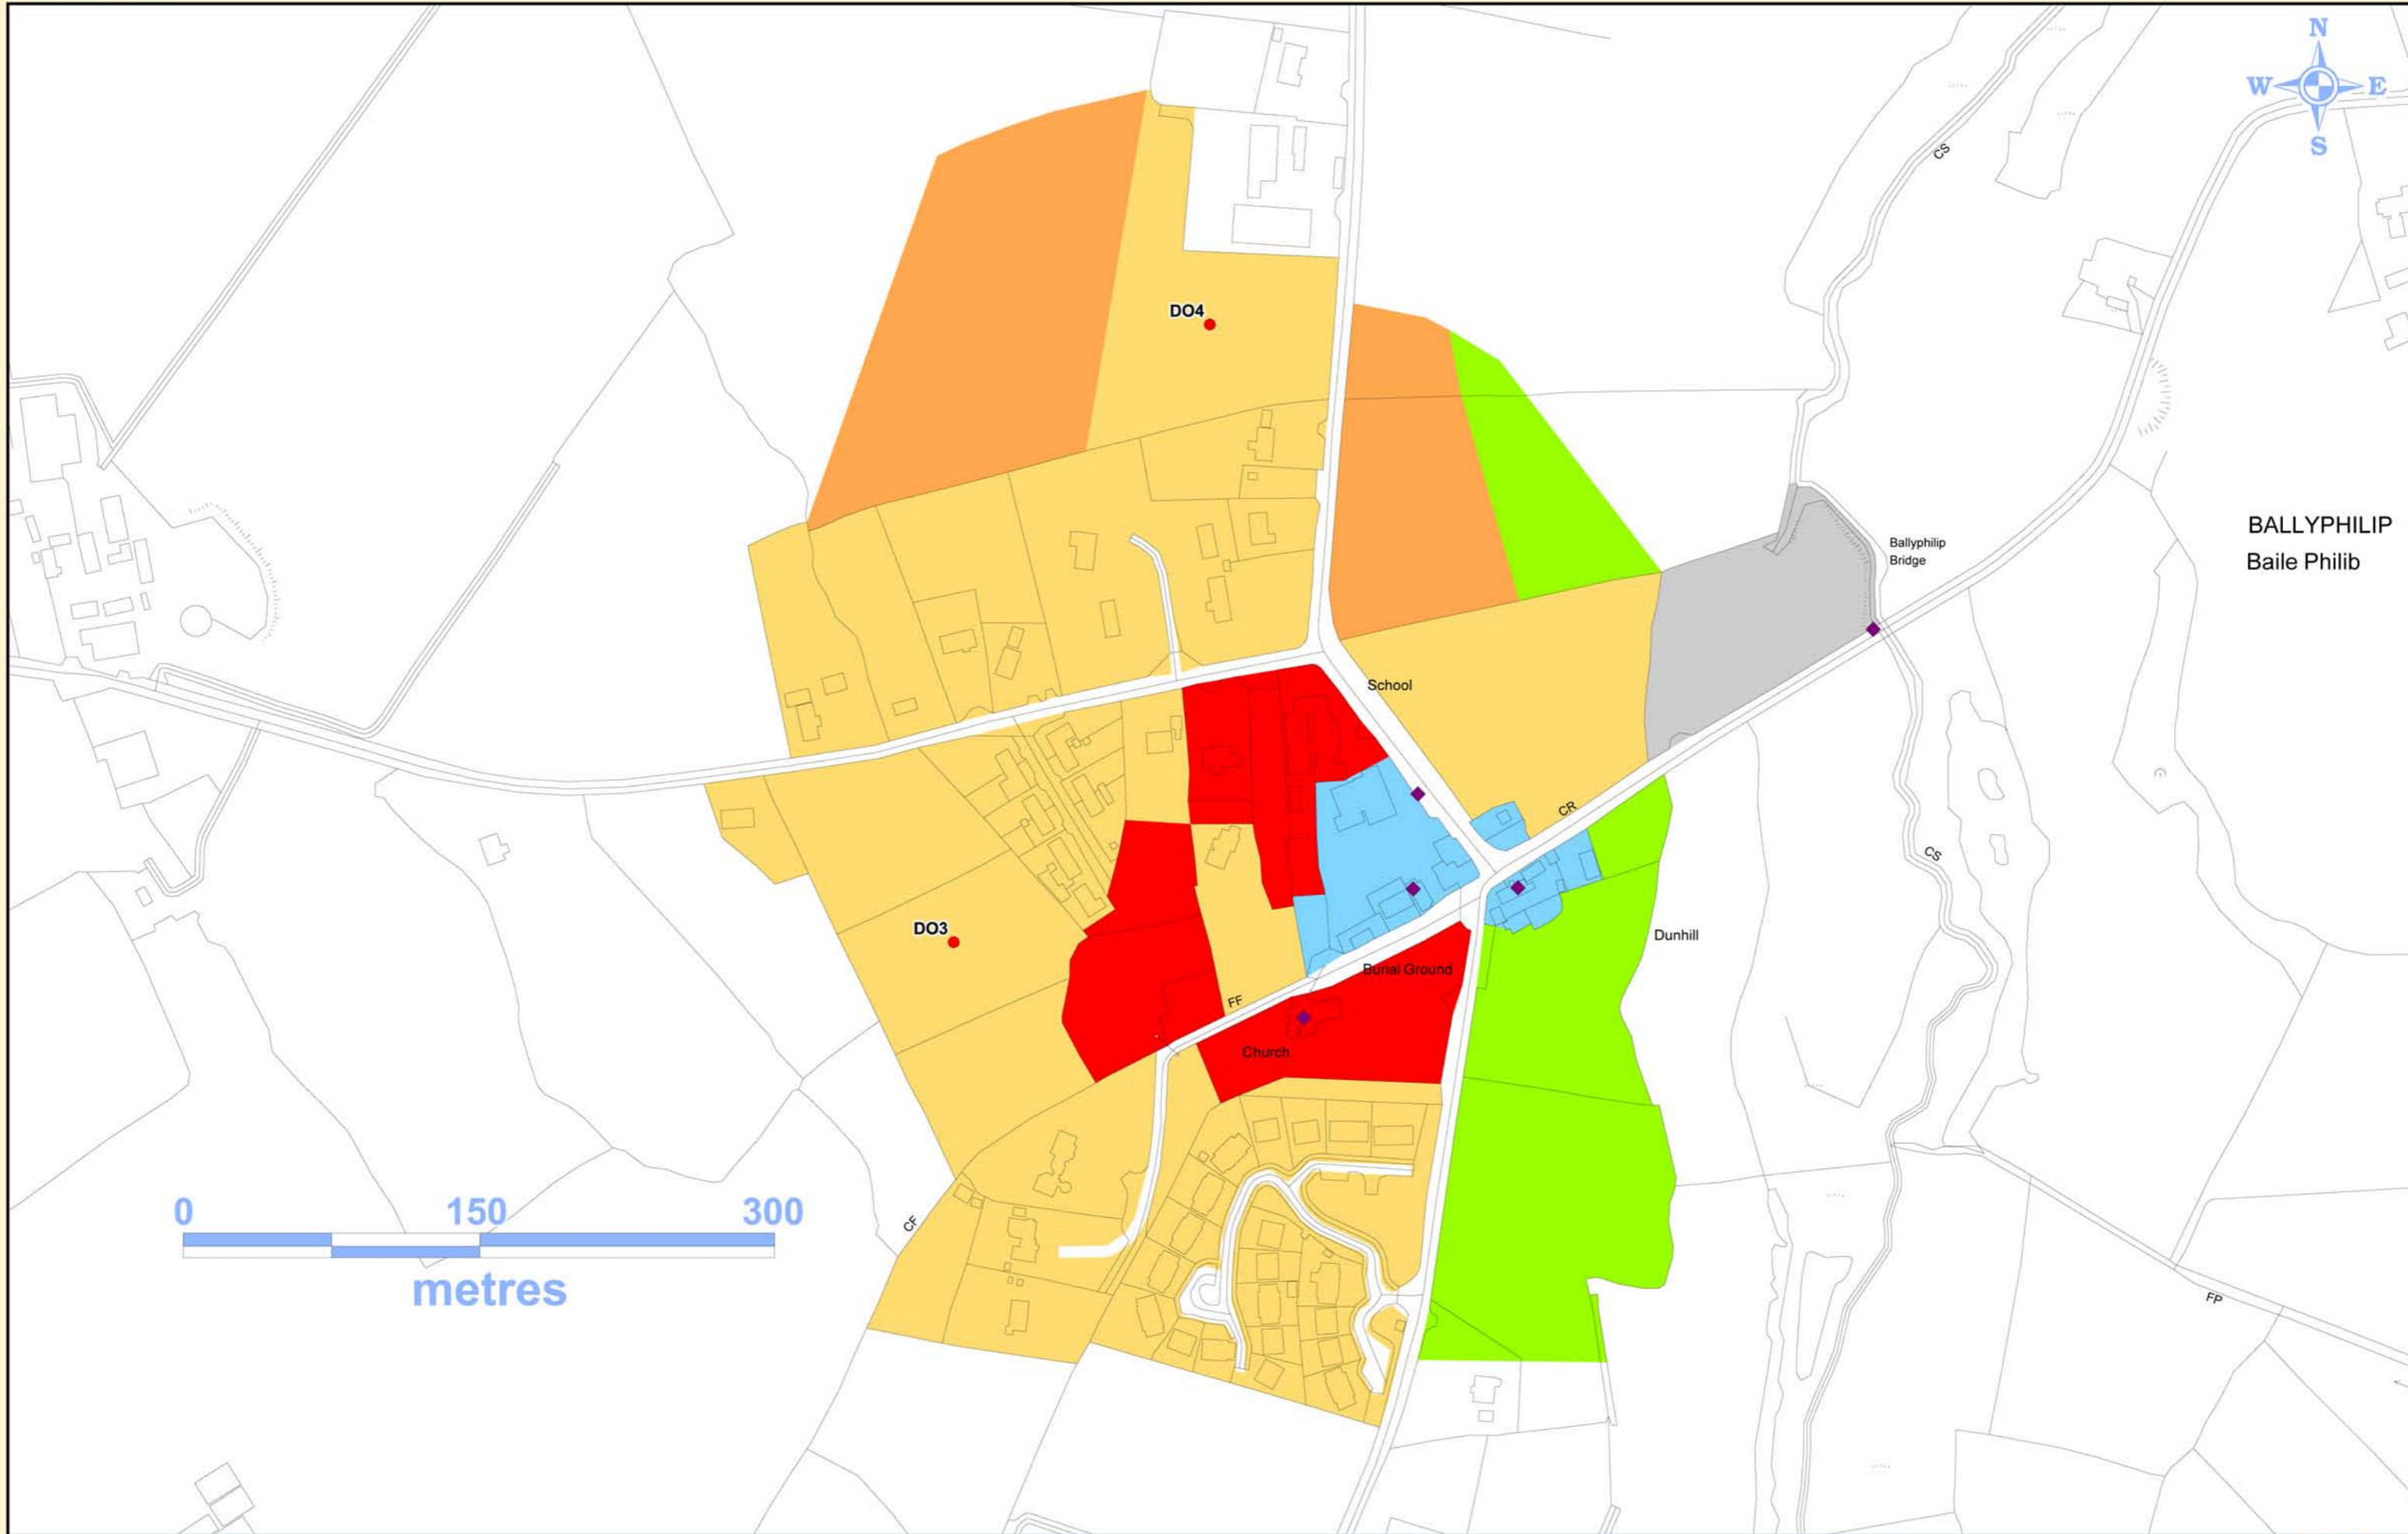 N
W E
S
CS
DO4
BALLYPHILIP
Baile Philib
Ballyphilip
Bridge
School
CR
CS
DO3
Dunhill
Burial Ground
FF
Church
0 150 300
metres
CF
FP